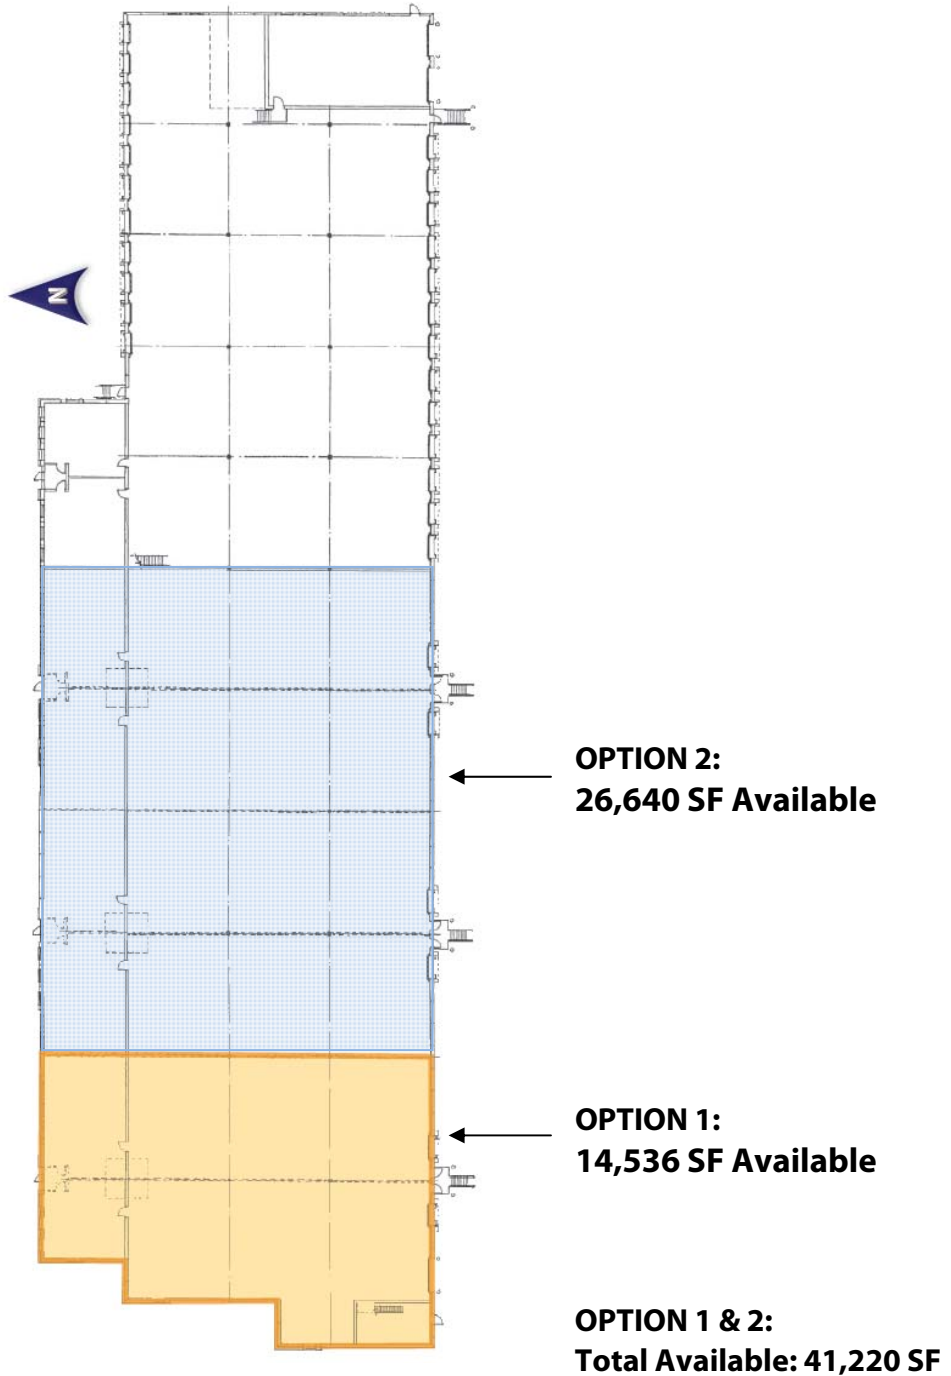 N
OPTION 2:
26,640 SF Available
OPTION 1:
14,536 SF Available
OPTION 1 & 2:
Total Available: 41,220 SF